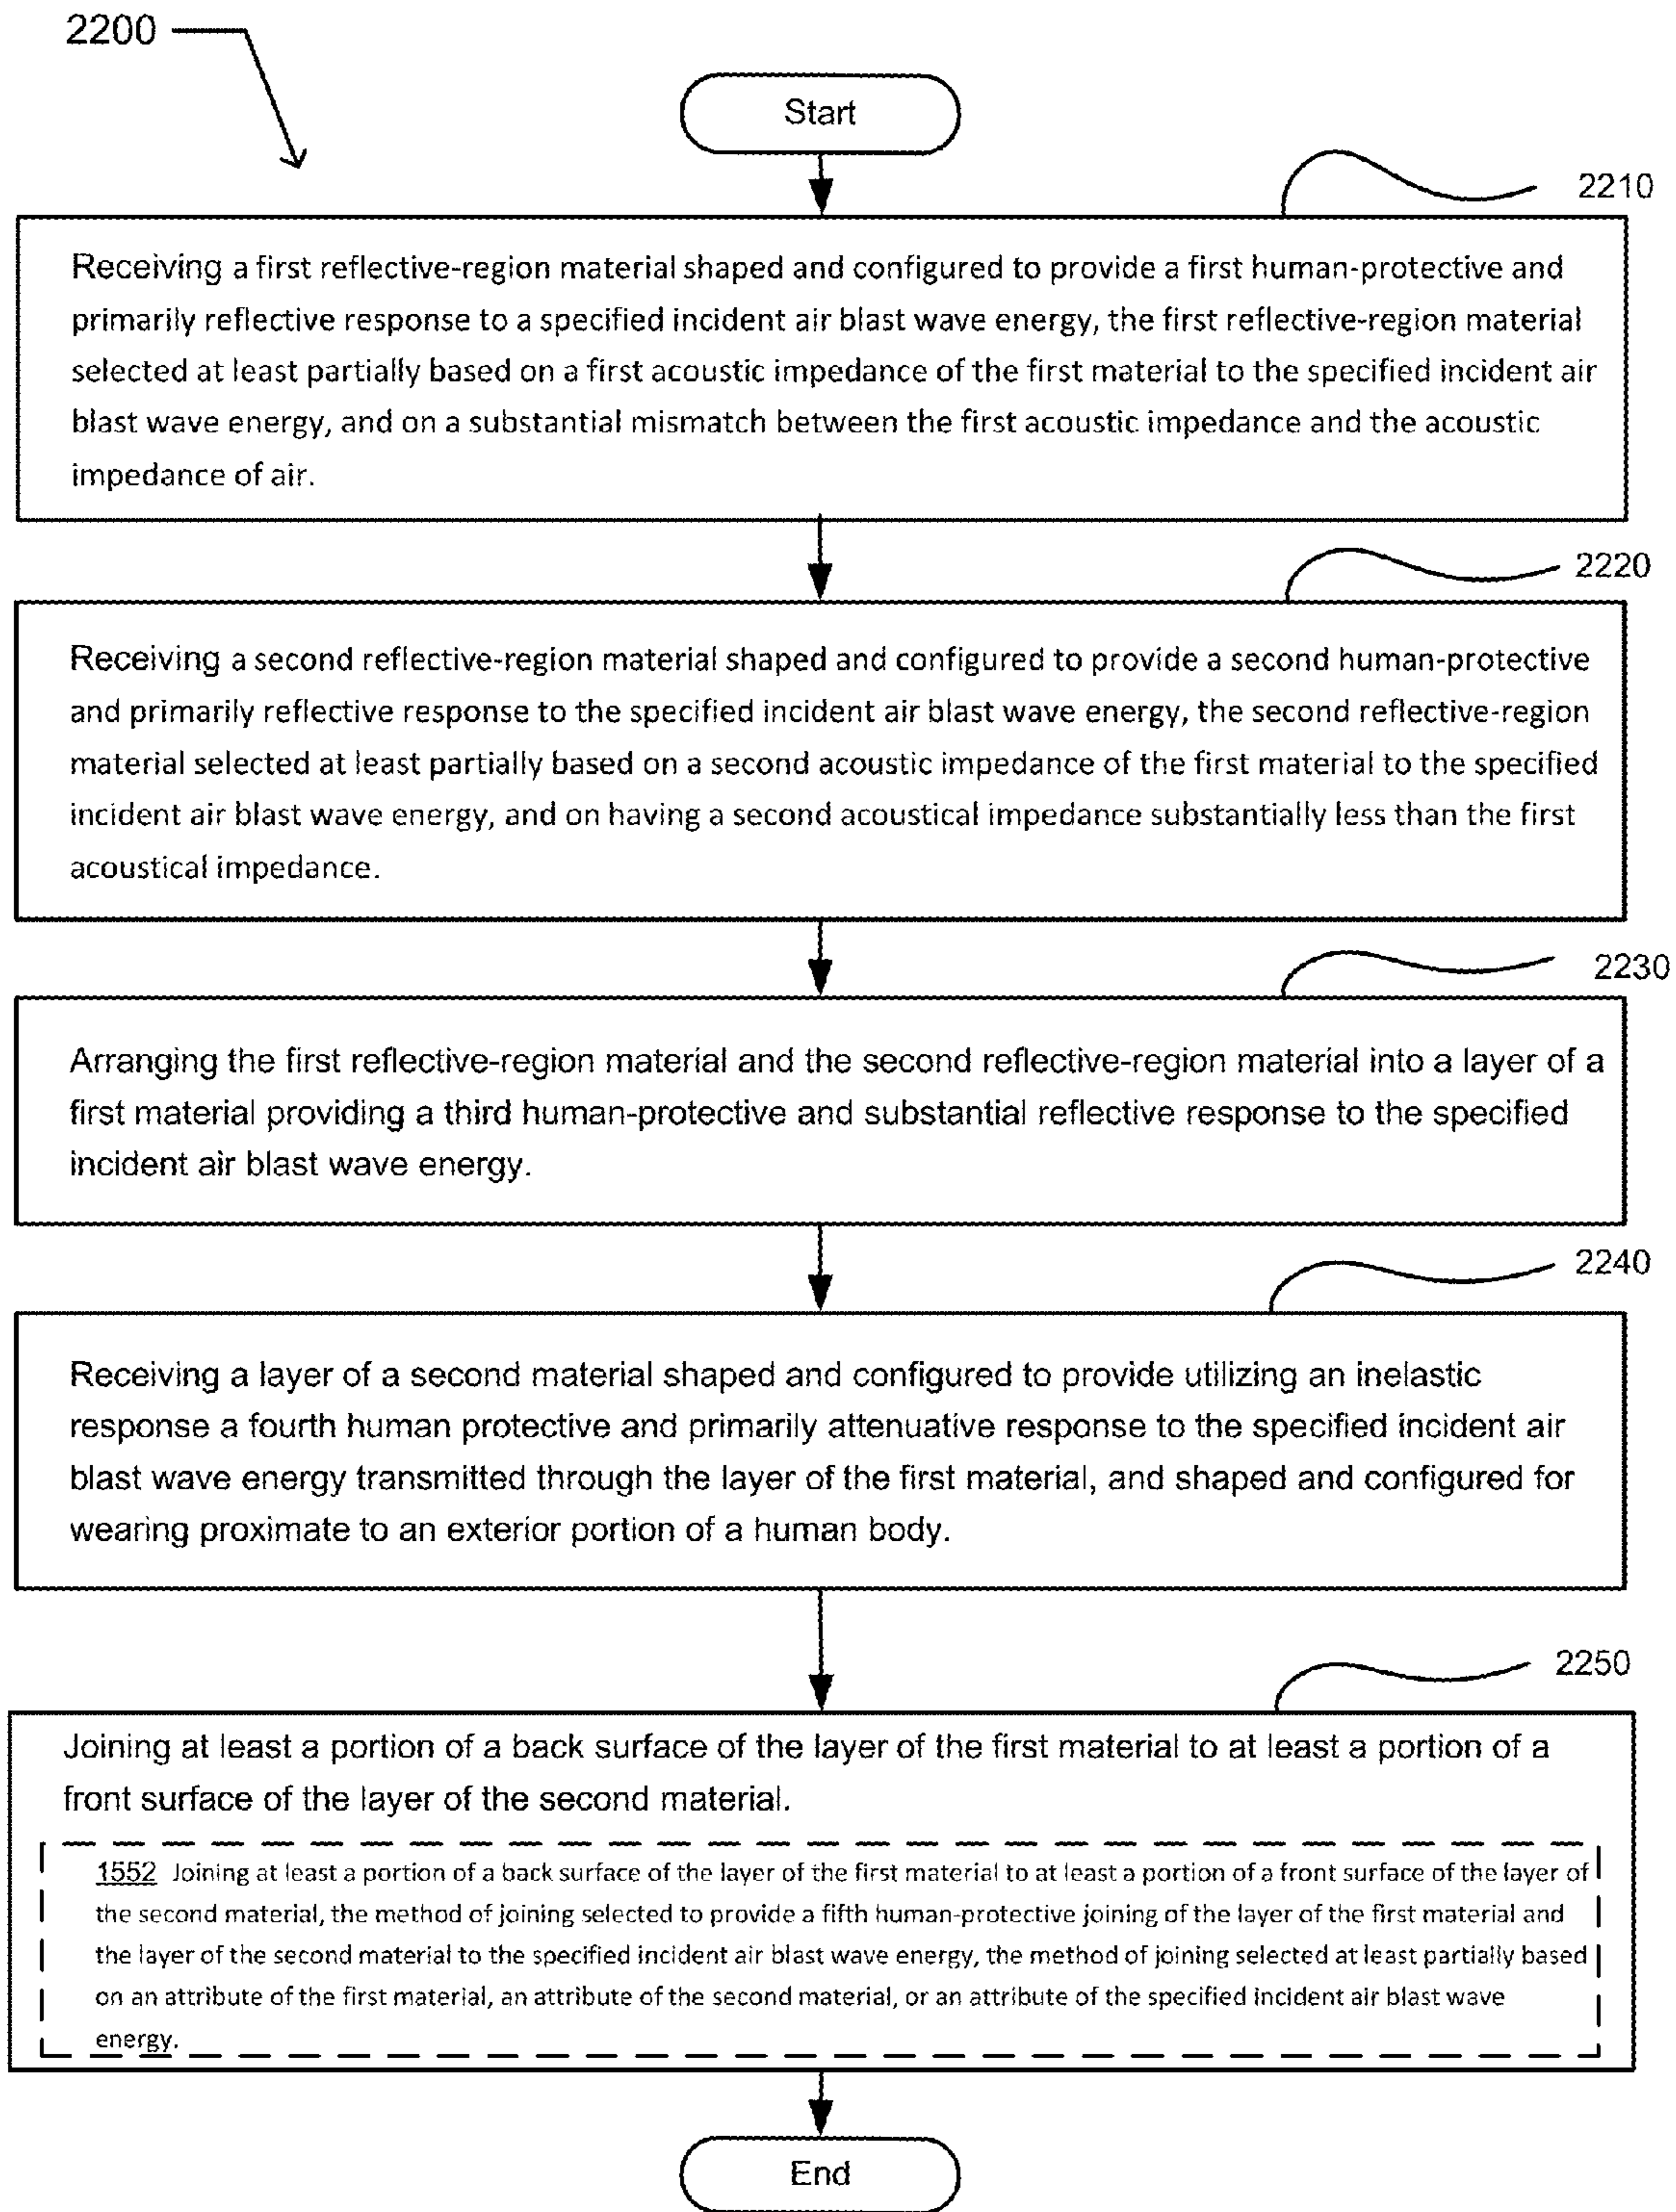 2200
Start
2210
Receiving a first reflective-region material shaped and configured to provide a first human-protective and
primarily reflective response to a specified incident air blast wave energy, the first reflective-region material
selected at least partially based on a first acoustic impedance of the first material to the specified incident air
blast wave energy, and on a substantial mismatch between the first acoustic impedance and the acoustic
impedance of air.
2220
Receiving a second reflective-region material shaped and configured to provide a second human-protective
and primarily reflective response to the specified incident air blast wave energy, the second reflective-region
material selected at least partially based on a second acoustic impedance of the first material to the specified
incident air blast wave energy, and on having a second acoustical impedance substantially less than the first
acoustical impedance.
2230
Arranging the first reflective-region material and the second reflective-region material into a layer of a
first material providing a third human-protective and substantial reflective response to the specified
incident air blast wave energy.
2240
Receiving a layer of a second material shaped and configured to provide utilizing an inelastic
response a fourth human protective and primarily attenuative response to the specified incident air
blast wave energy transmitted through the layer of the first material, and shaped and configured for
wearing proximate to an exterior portion of a human body.
2250
Joining at least a portion of a back surface of the layer of the first material to at least a portion of a
front surface of the layer of the second material.
1552 Joining at least a portion of a back surface of the layer of the first material to at least a portion of a front surface of the layer of
the second material, the method of joining selected to provide a fifth human-protective joining of the layer of the first material and
the layer of the second material to the specified incident air blast wave energy, the method of joining selected at least partially based
on an attribute of the first material, an attribute of the second material, or an attribute of the specified incident air blast wave
energy.
End